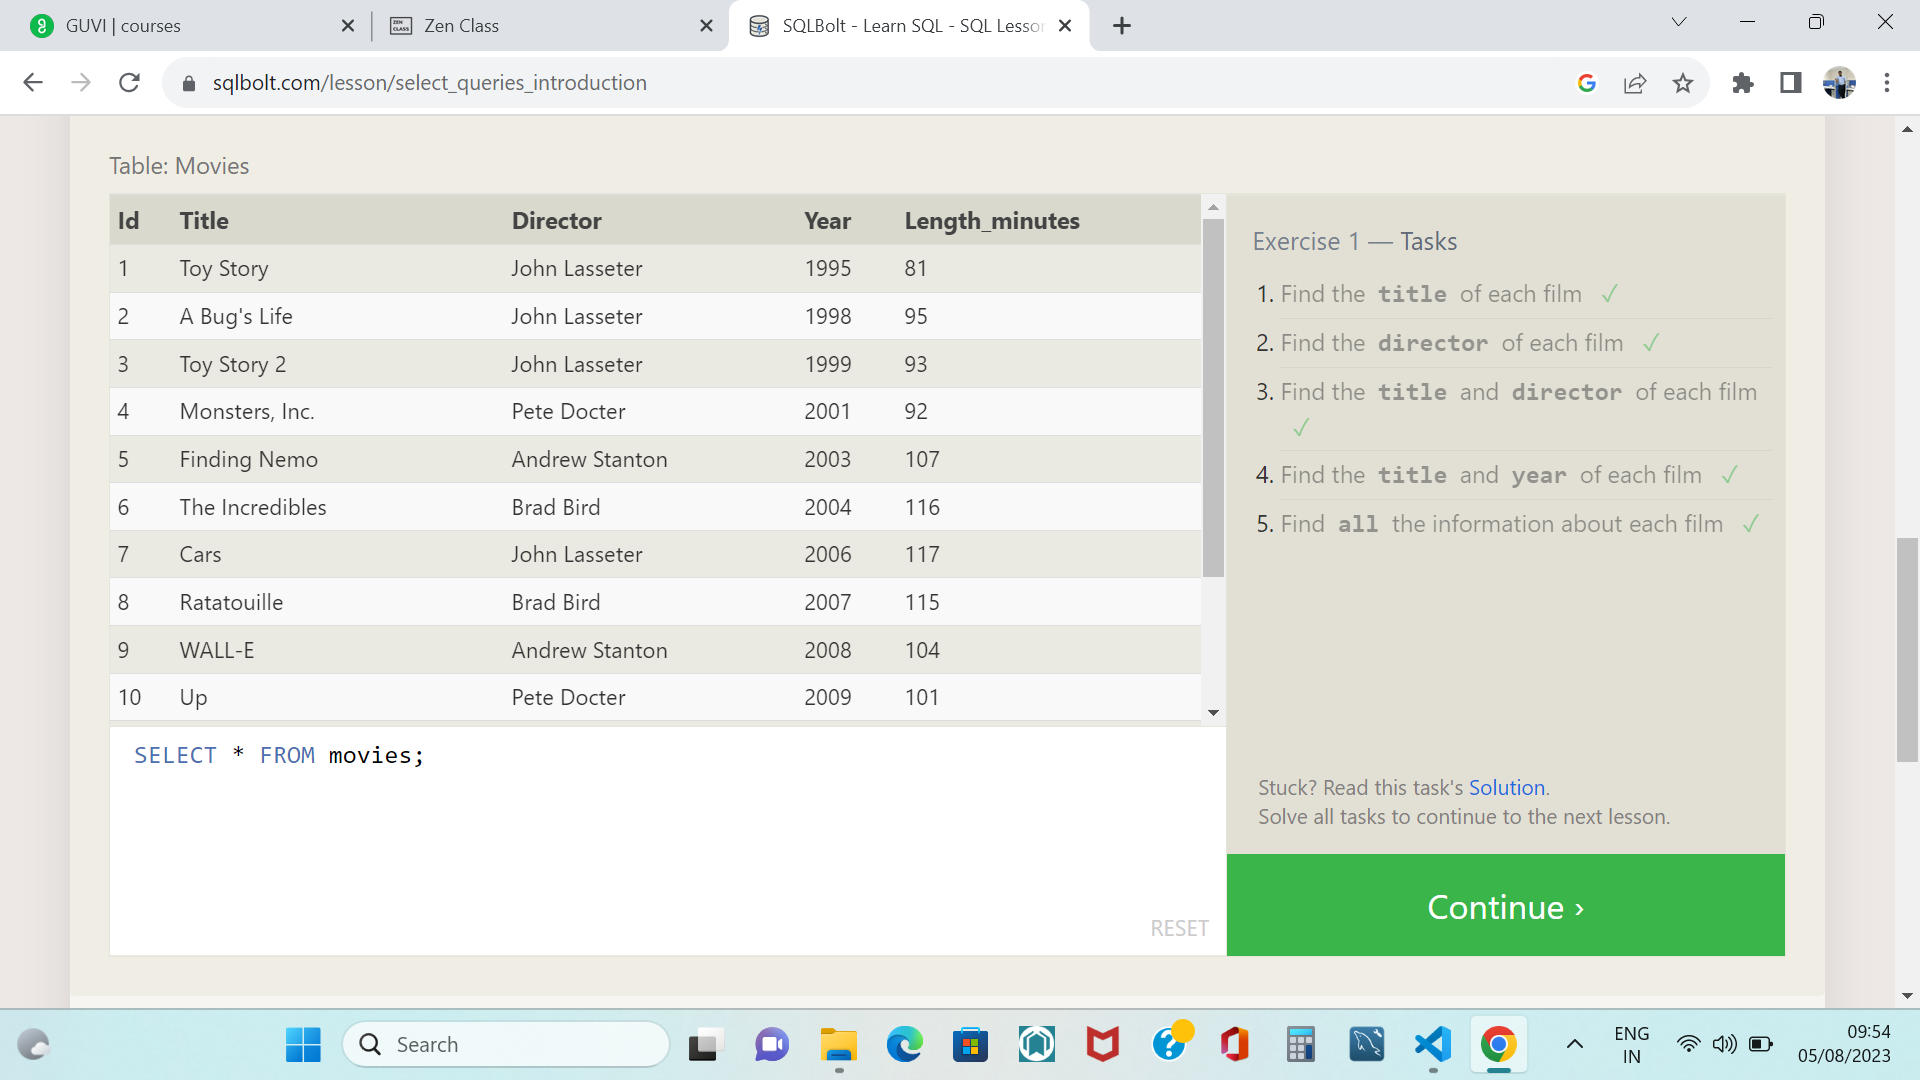 GUVI | courses
Zen Class
SQLBolt - Learn SQL - SQL Lesson
sqlbolt.com/lesson/select_queries_introduction
Table: Movies
Id Title Director Year Length_minutes
1 Toy Story John Lasseter 1995 81
2 A Bug's Life John Lasseter 1998 95
3 Toy Story 2 John Lasseter 1999 93
4 Monsters, Inc. Pete Docter 2001 92
5 Finding Nemo Andrew Stanton 2003 107
6 The Incredibles Brad Bird 2004 116
7 Cars John Lasseter 2006 117
8 Ratatouille Brad Bird 2007 115
9 WALL-E Andrew Stanton 2008 104
10 Up Pete Docter 2009 101
SELECT * FROM movies;
RESET
Exercise 1 — Tasks
1. Find the title of each film ✓
2. Find the director of each film ✓
3. Find the title and director of each film
✓
4. Find the title and year of each film ✓
5. Find all the information about each film ✓
Stuck? Read this task's Solution.
Solve all tasks to continue to the next lesson.
Continue ›
Search
ENG
IN
09:54
05/08/2023